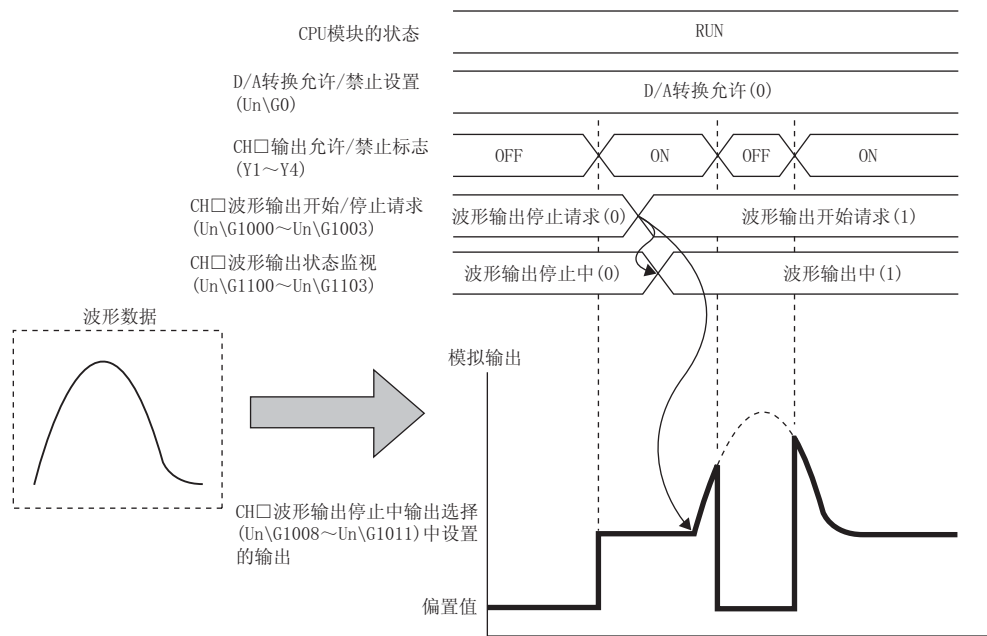 CPU模块的状态
RUN
D/A转换允许/禁止设置
(Un\G0)
D/A转换允许(0)
CH□输出允许/禁止标志
(Y1～Y4)
OFF
ON
OFF
ON
CH□波形输出开始/停止请求
(Un\G1000～Un\G1003)
波形输出停止请求(0)
波形输出开始请求(1)
CH□波形输出状态监视
(Un\G1100～Un\G1103)
波形输出停止中(0)
波形输出中(1)
波形数据
模拟输出
CH□波形输出停止中输出选择
(Un\G1008～Un\G1011)中设置
的输出
偏置值